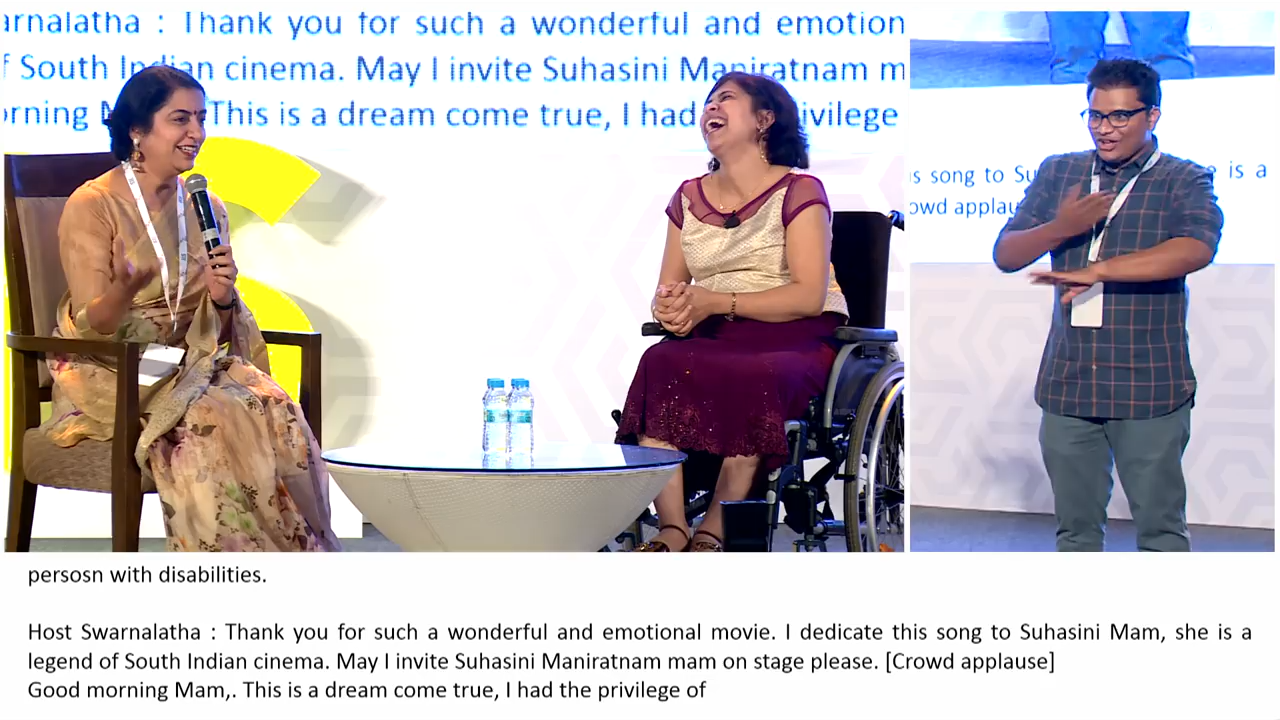 arnalatha : Thank you for such a wonderful and emotion
f South Indian cinema. May I invite Suhasini Maniratnam m
orning This is a dream come true, I had ivilege
is song to Su e is a
owd applau
persosn with disabilities.
Host Swarnalatha : Thank you for such a wonderful and emotional movie. I dedicate this song to Suhasini Mam, she is a
legend of South Indian cinema. May I invite Suhasini Maniratnam mam on stage please. [Crowd applause]
Good morning Mam,. This is a dream come true, I had the privilege of